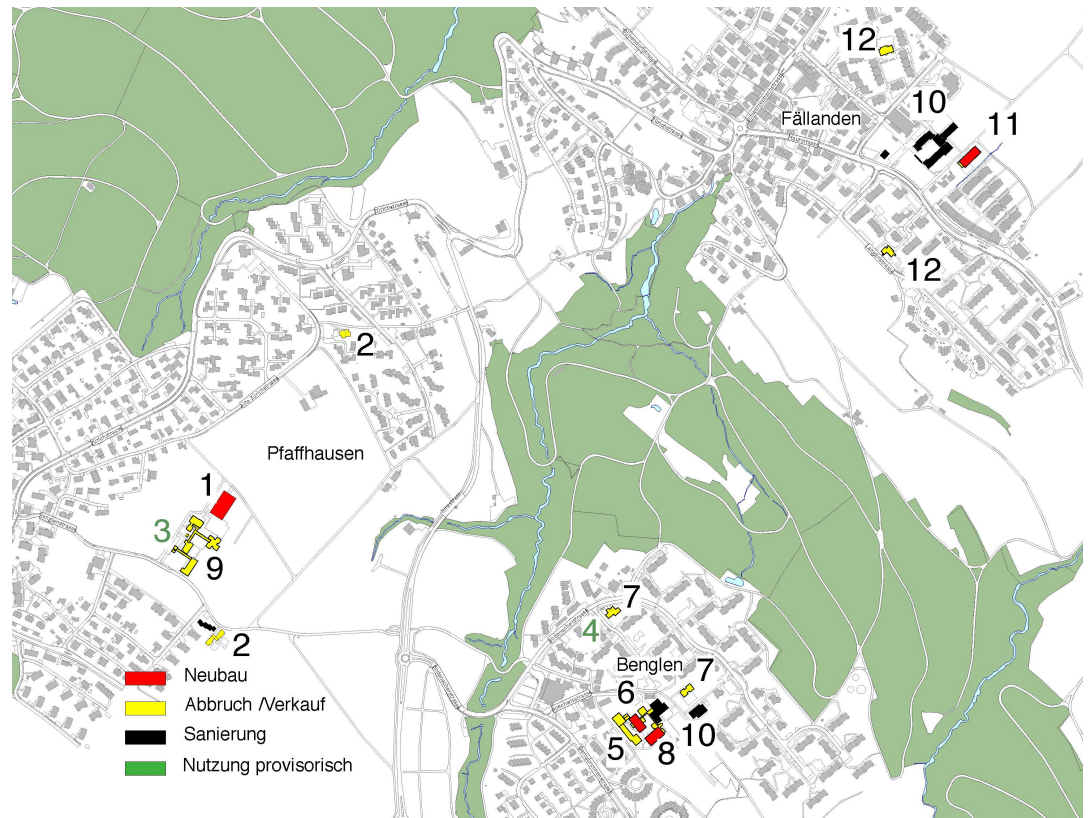 12
10
Fällanden
11
12
2
Pfaffhausen
1
3
9
2
7
4
Benglen
7
6
5
8
10
Neubau
Abbruch /Verkauf
Sanierung
Nutzung provisorisch